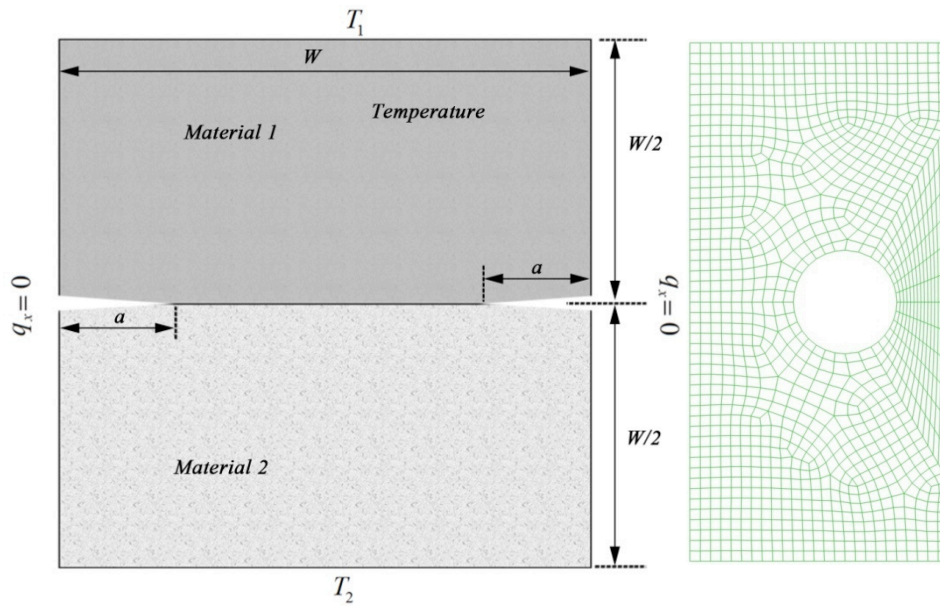 T₁
W
Temperature
Material 1
W/2
a
qₓ = 0
qₓ = 0
a
W/2
Material 2
T₂